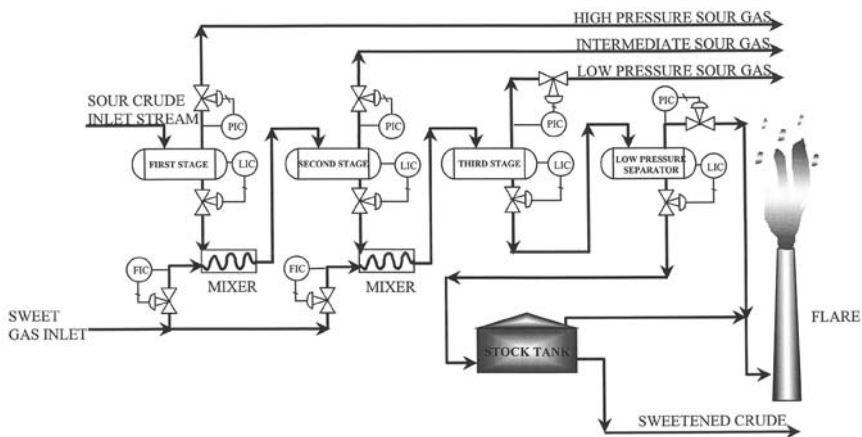 HIGH PRESSURE SOUR GAS
INTERMEDIATE SOUR GAS
LOW PRESSURE SOUR GAS
SOUR CRUDE
INLET STREAM
PIC
PIC
PIC
PIC
FIRST STAGE
LIC
SECOND STAGE
LIC
THIRD STAGE
LIC
LOW PRESSURE
SEPARATOR
LIC
FIC
MIXER
FIC
MIXER
SWEET
GAS INLET
FLARE
STOCK TANK
SWEETENED CRUDE